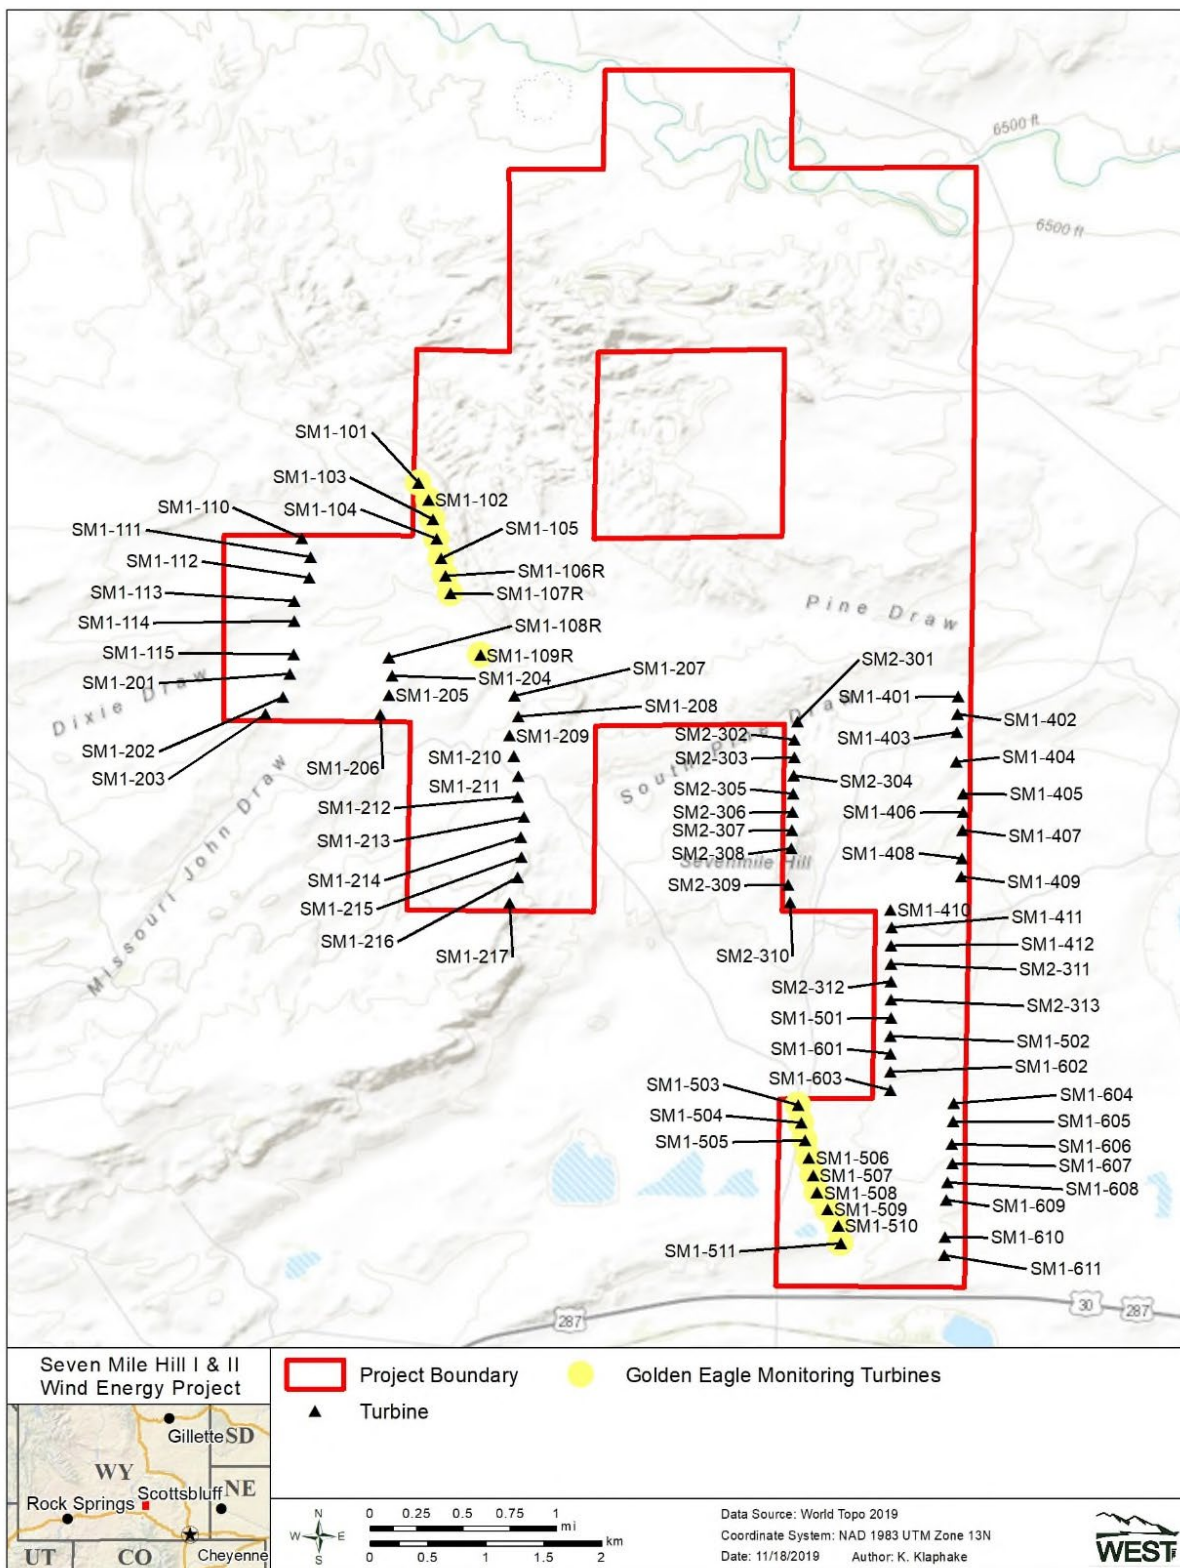 6500 ft
6500 ft
SM1-101
SM1-103
SM1-102
SM1-104
SM1-110
SM1-105
SM1-111
SM1-112
SM1-106R
SM1-107R
SM1-113
Pine Draw
SM1-114
SM1-108R
SM1-115
SM1-109R
SM2-301
SM1-204
SM1-207
SM1-201
SM1-205
SM1-401
Dixie Draw
SM1-208
SM1-402
SM2-302
SM1-209
SM1-403
SM1-202
SM2-303
SM1-210
South Pine Draw
SM1-404
SM1-203
SM1-206
SM2-304
SM1-211
SM2-305
SM1-405
SM1-212
SM2-306
SM1-406
SM1-407
SM2-307
SM1-213
SM2-308
SM1-408
Sevenmile Hill
Missouri John Draw
SM1-214
SM1-409
SM2-309
SM1-215
SM1-410
SM1-411
SM1-216
SM1-412
SM1-217
SM2-310
SM2-311
SM2-312
SM2-313
SM1-501
SM1-502
SM1-601
SM1-602
SM1-603
SM1-503
SM1-604
SM1-504
SM1-605
SM1-505
SM1-606
SM1-506
SM1-607
SM1-507
SM1-608
SM1-508
SM1-609
SM1-509
SM1-510
SM1-610
SM1-511
SM1-611
287
30
287
Seven Mile Hill I & II
Wind Energy Project
Project Boundary
Golden Eagle Monitoring Turbines
Turbine
Gillette
SD
WY
Scottsbluff
NE
Rock Springs
UT
CO
Cheyenne
N
W
E
S
0 0.25 0.5 0.75 1
mi
km
0 0.5 1 1.5 2
Data Source: World Topo 2019
Coordinate System: NAD 1983 UTM Zone 13N
Date: 11/18/2019 Author: K. Klaphake
WEST